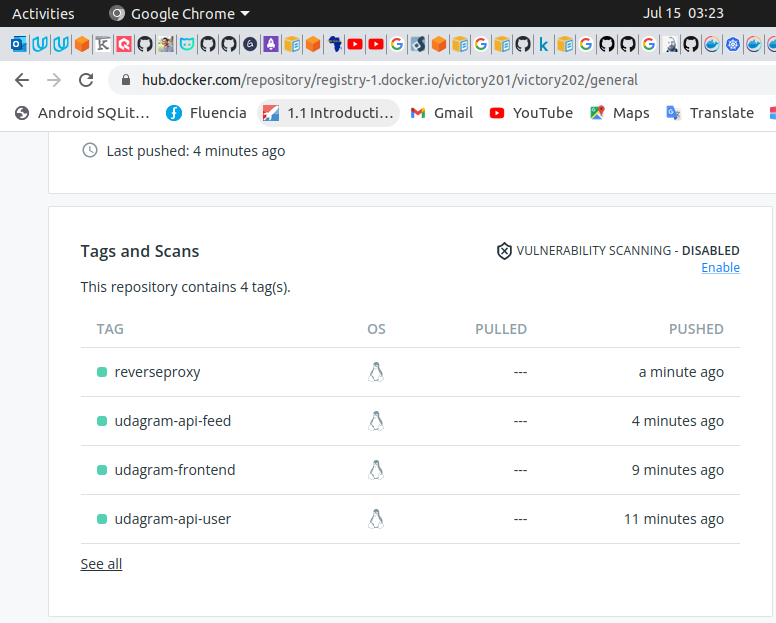 Activities Google Chrome Jul 15 03:23
hub.docker.com/repository/registry-1.docker.io/victory201/victory202/general
Android SQLit... Fluencia 1.1 Introducti... Gmail YouTube Maps Translate
Last pushed: 4 minutes ago
Tags and Scans
VULNERABILITY SCANNING - DISABLED
Enable
This repository contains 4 tag(s).
TAG OS PULLED PUSHED
reverseproxy --- a minute ago
udagram-api-feed --- 4 minutes ago
udagram-frontend --- 9 minutes ago
udagram-api-user --- 11 minutes ago
See all